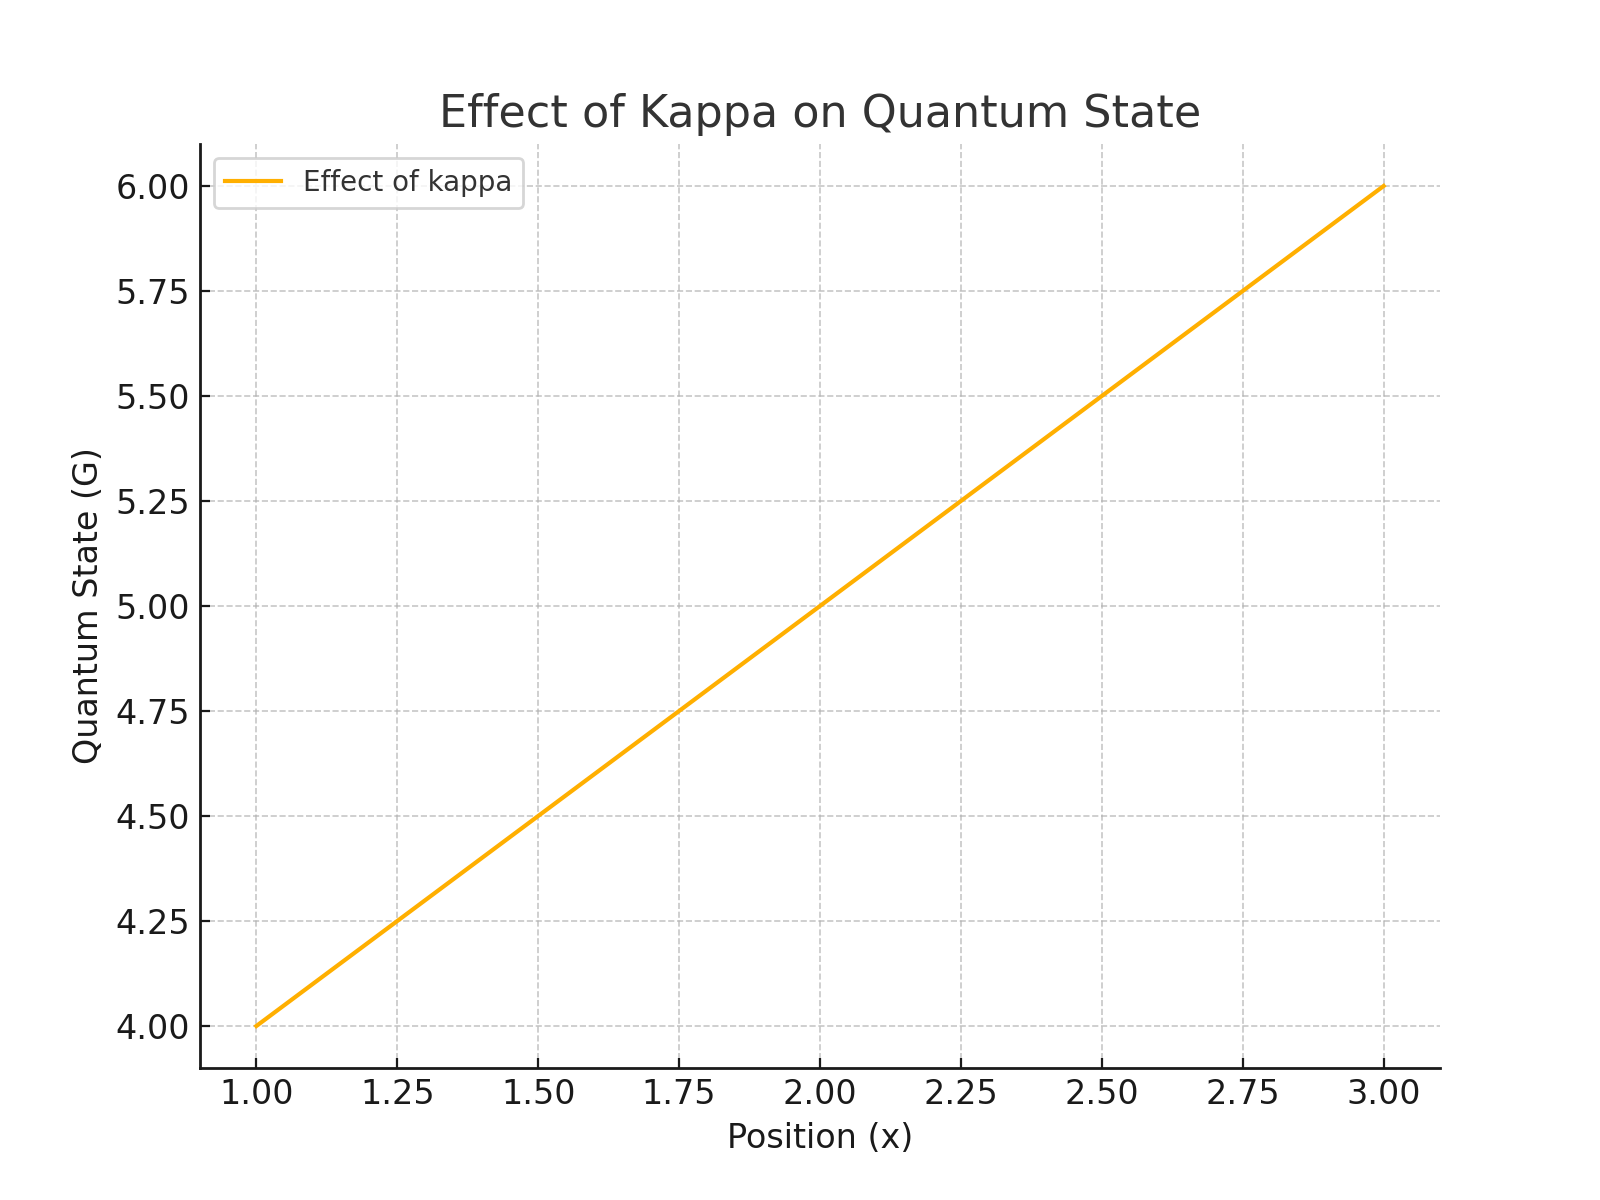 Effect of Kappa on Quantum State
Effect of kappa
6.00
5.75
5.50
5.25
5.00
4.75
4.50
4.25
4.00
Quantum State (G)
1.00 1.25 1.50 1.75 2.00 2.25 2.50 2.75 3.00
Position (x)